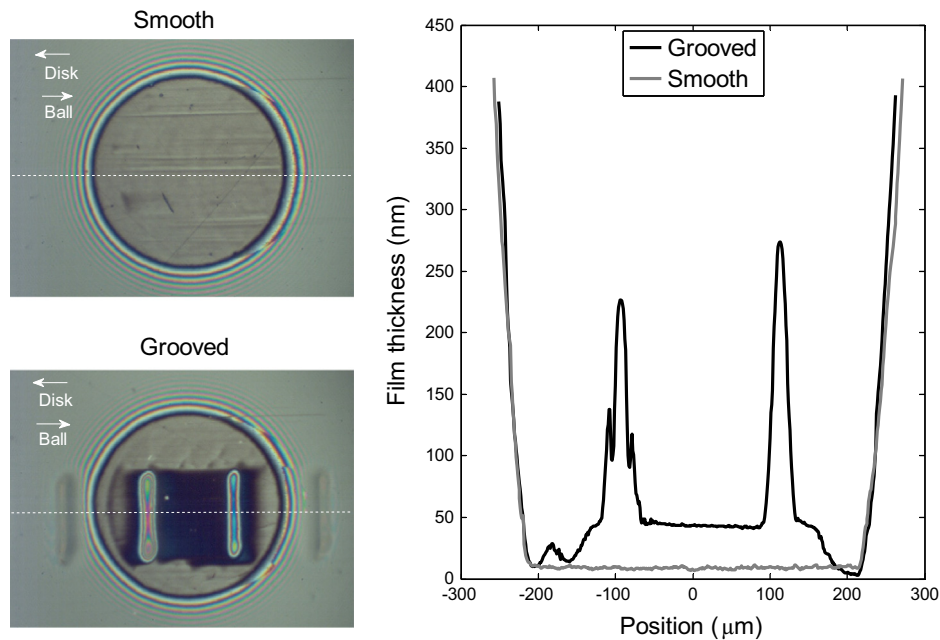 Smooth
Disk
Ball
Grooved
Disk
Ball
Grooved
Smooth
Film thickness (nm)
450
400
350
300
250
200
150
100
50
0
-300 -200 -100 0 100 200 300
Position (μm)